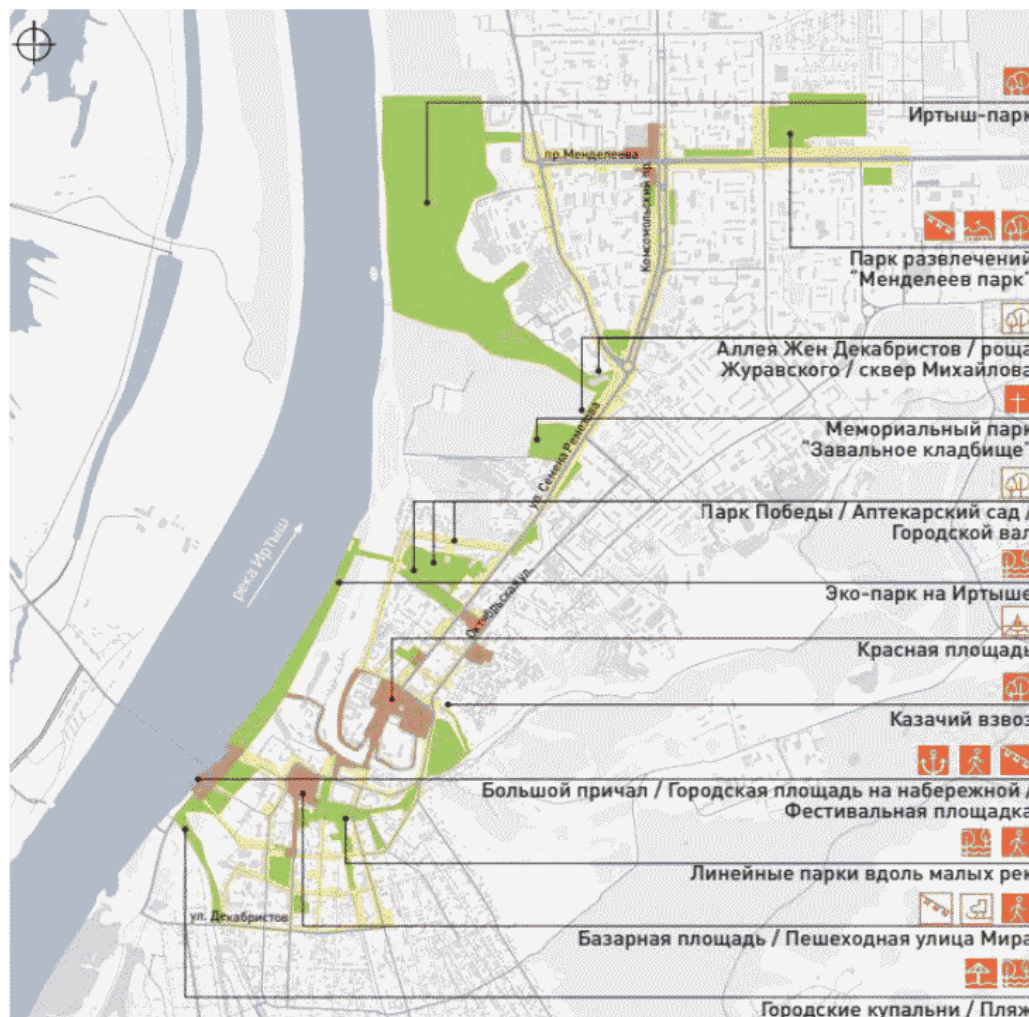 Иртыш-парк
пр.Менделеева
Комсомольский пр.
Парк развлечений
"Менделеев парк"
Аллея Жен Декабристов / роща
Журавского / сквер Михайлова
Мемориальный парк
"Завальное кладбище"
ул. Семена Ремезова
Парк Победы / Аптекарский сад /
Городской вал
река Иртыш
Октябрьская ул.
Эко-парк на Иртыше
Красная площадь
Казачий взвоз
Большой причал / Городская площадь на набережной /
Фестивальная площадка
Линейные парки вдоль малых рек
ул. Декабристов
Базарная площадь / Пешеходная улица Мира
Городские купальни / Пляж